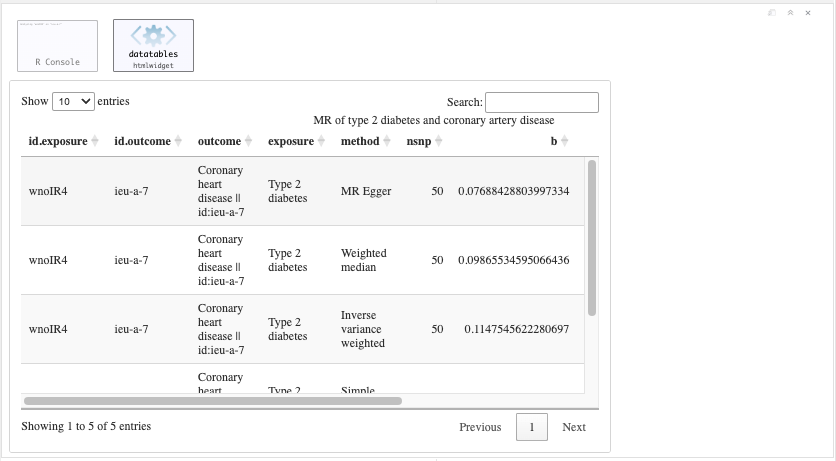 R Console
datatables
htmlwidget
Show 10 entries
Search:
MR of type 2 diabetes and coronary artery disease
id.exposure id.outcome outcome exposure method nsnp b
wnoIR4 ieu-a-7 Coronary heart disease || id:ieu-a-7 Type 2 diabetes MR Egger 50 0.07688428803997334
wnoIR4 ieu-a-7 Coronary heart disease || id:ieu-a-7 Type 2 diabetes Weighted median 50 0.09865534595066436
wnoIR4 ieu-a-7 Coronary heart disease || id:ieu-a-7 Type 2 diabetes Inverse variance weighted 50 0.1147545622280697
Coronary heart Type 2 Simple
Showing 1 to 5 of 5 entries
Previous 1 Next